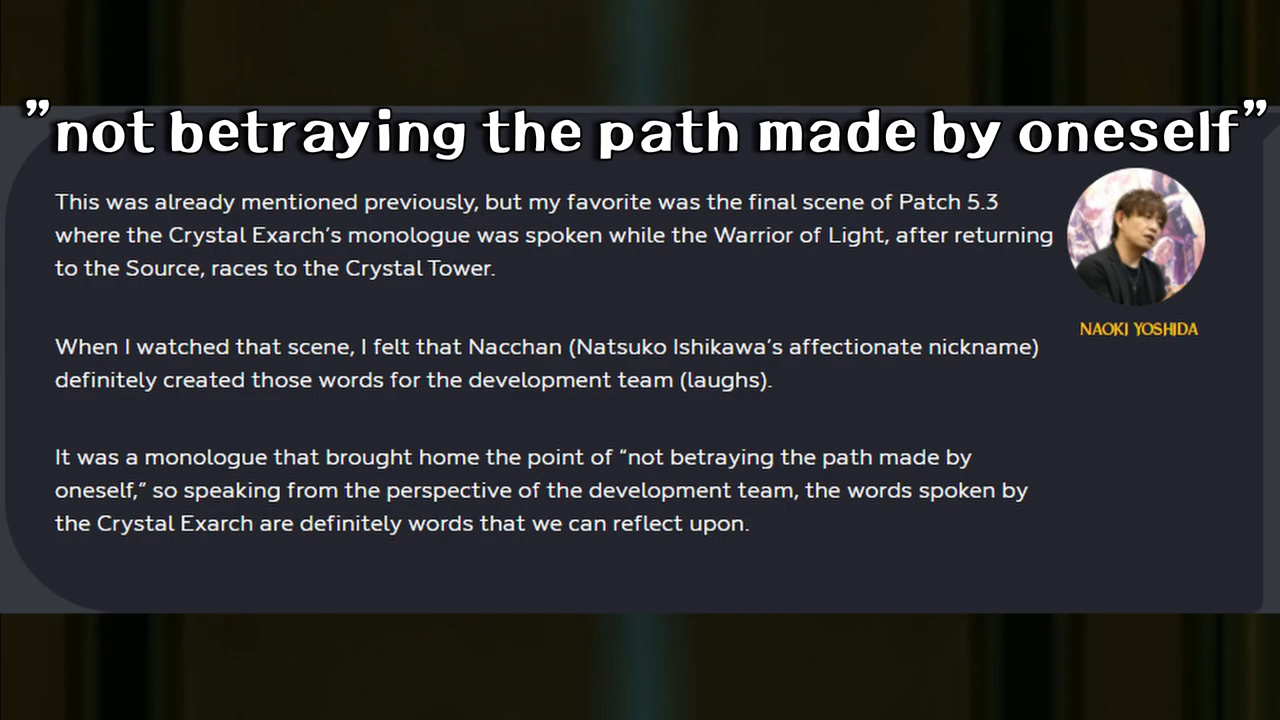 ”not betraying the path made by oneself”
This was already mentioned previously, but my favorite was the final scene of Patch 5.3
where the Crystal Exarch’s monologue was spoken while the Warrior of Light, after returning
to the Source, races to the Crystal Tower.
NAOKI YOSHIDA
When I watched that scene, I felt that Nacchan (Natsuko Ishikawa’s affectionate nickname)
definitely created those words for the development team (laughs).
It was a monologue that brought home the point of “not betraying the path made by
oneself,” so speaking from the perspective of the development team, the words spoken by
the Crystal Exarch are definitely words that we can reflect upon.